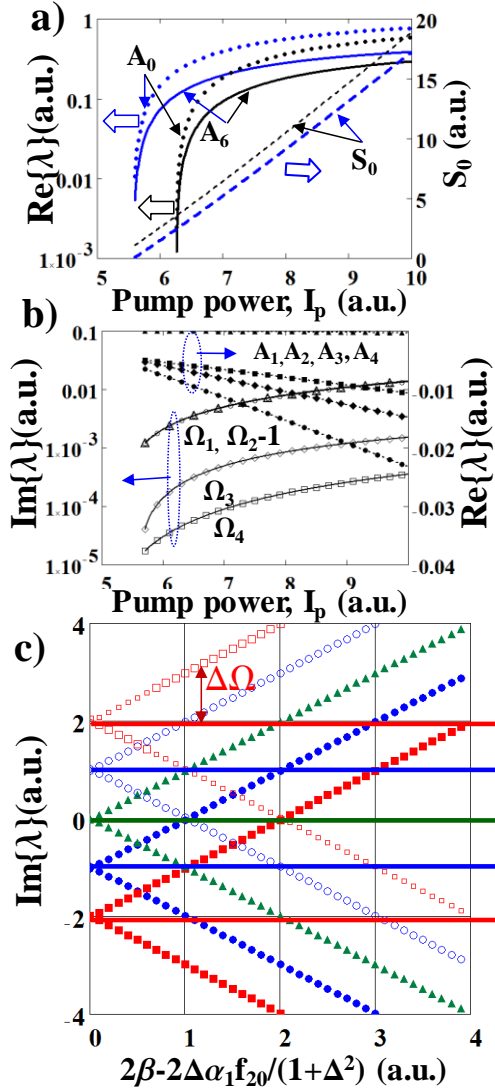 a)
1
0.1
0.01
1×10⁻³
Re{λ}(a.u.)
A₀
A₆
S₀
20
15
10
5
0
S₀ (a.u.)
5 6 7 8 9 10
Pump power, Iₚ (a.u.)
b)
0.1
0.01
1×10⁻³
1×10⁻⁴
1×10⁻⁵
Im{λ}(a.u.)
A₁,A₂,A₃,A₄
Ω₁, Ω₂-1
Ω₃
Ω₄
-0.01
-0.02
-0.03
-0.04
Re{λ}(a.u.)
5 6 7 8 9
Pump power, Iₚ (a.u.)
c)
4
2
0
-2
-4
Im{λ}(a.u.)
ΔΩ
0 1 2 3 4
2β-2Δα₁f₂₀/(1+Δ²) (a.u.)